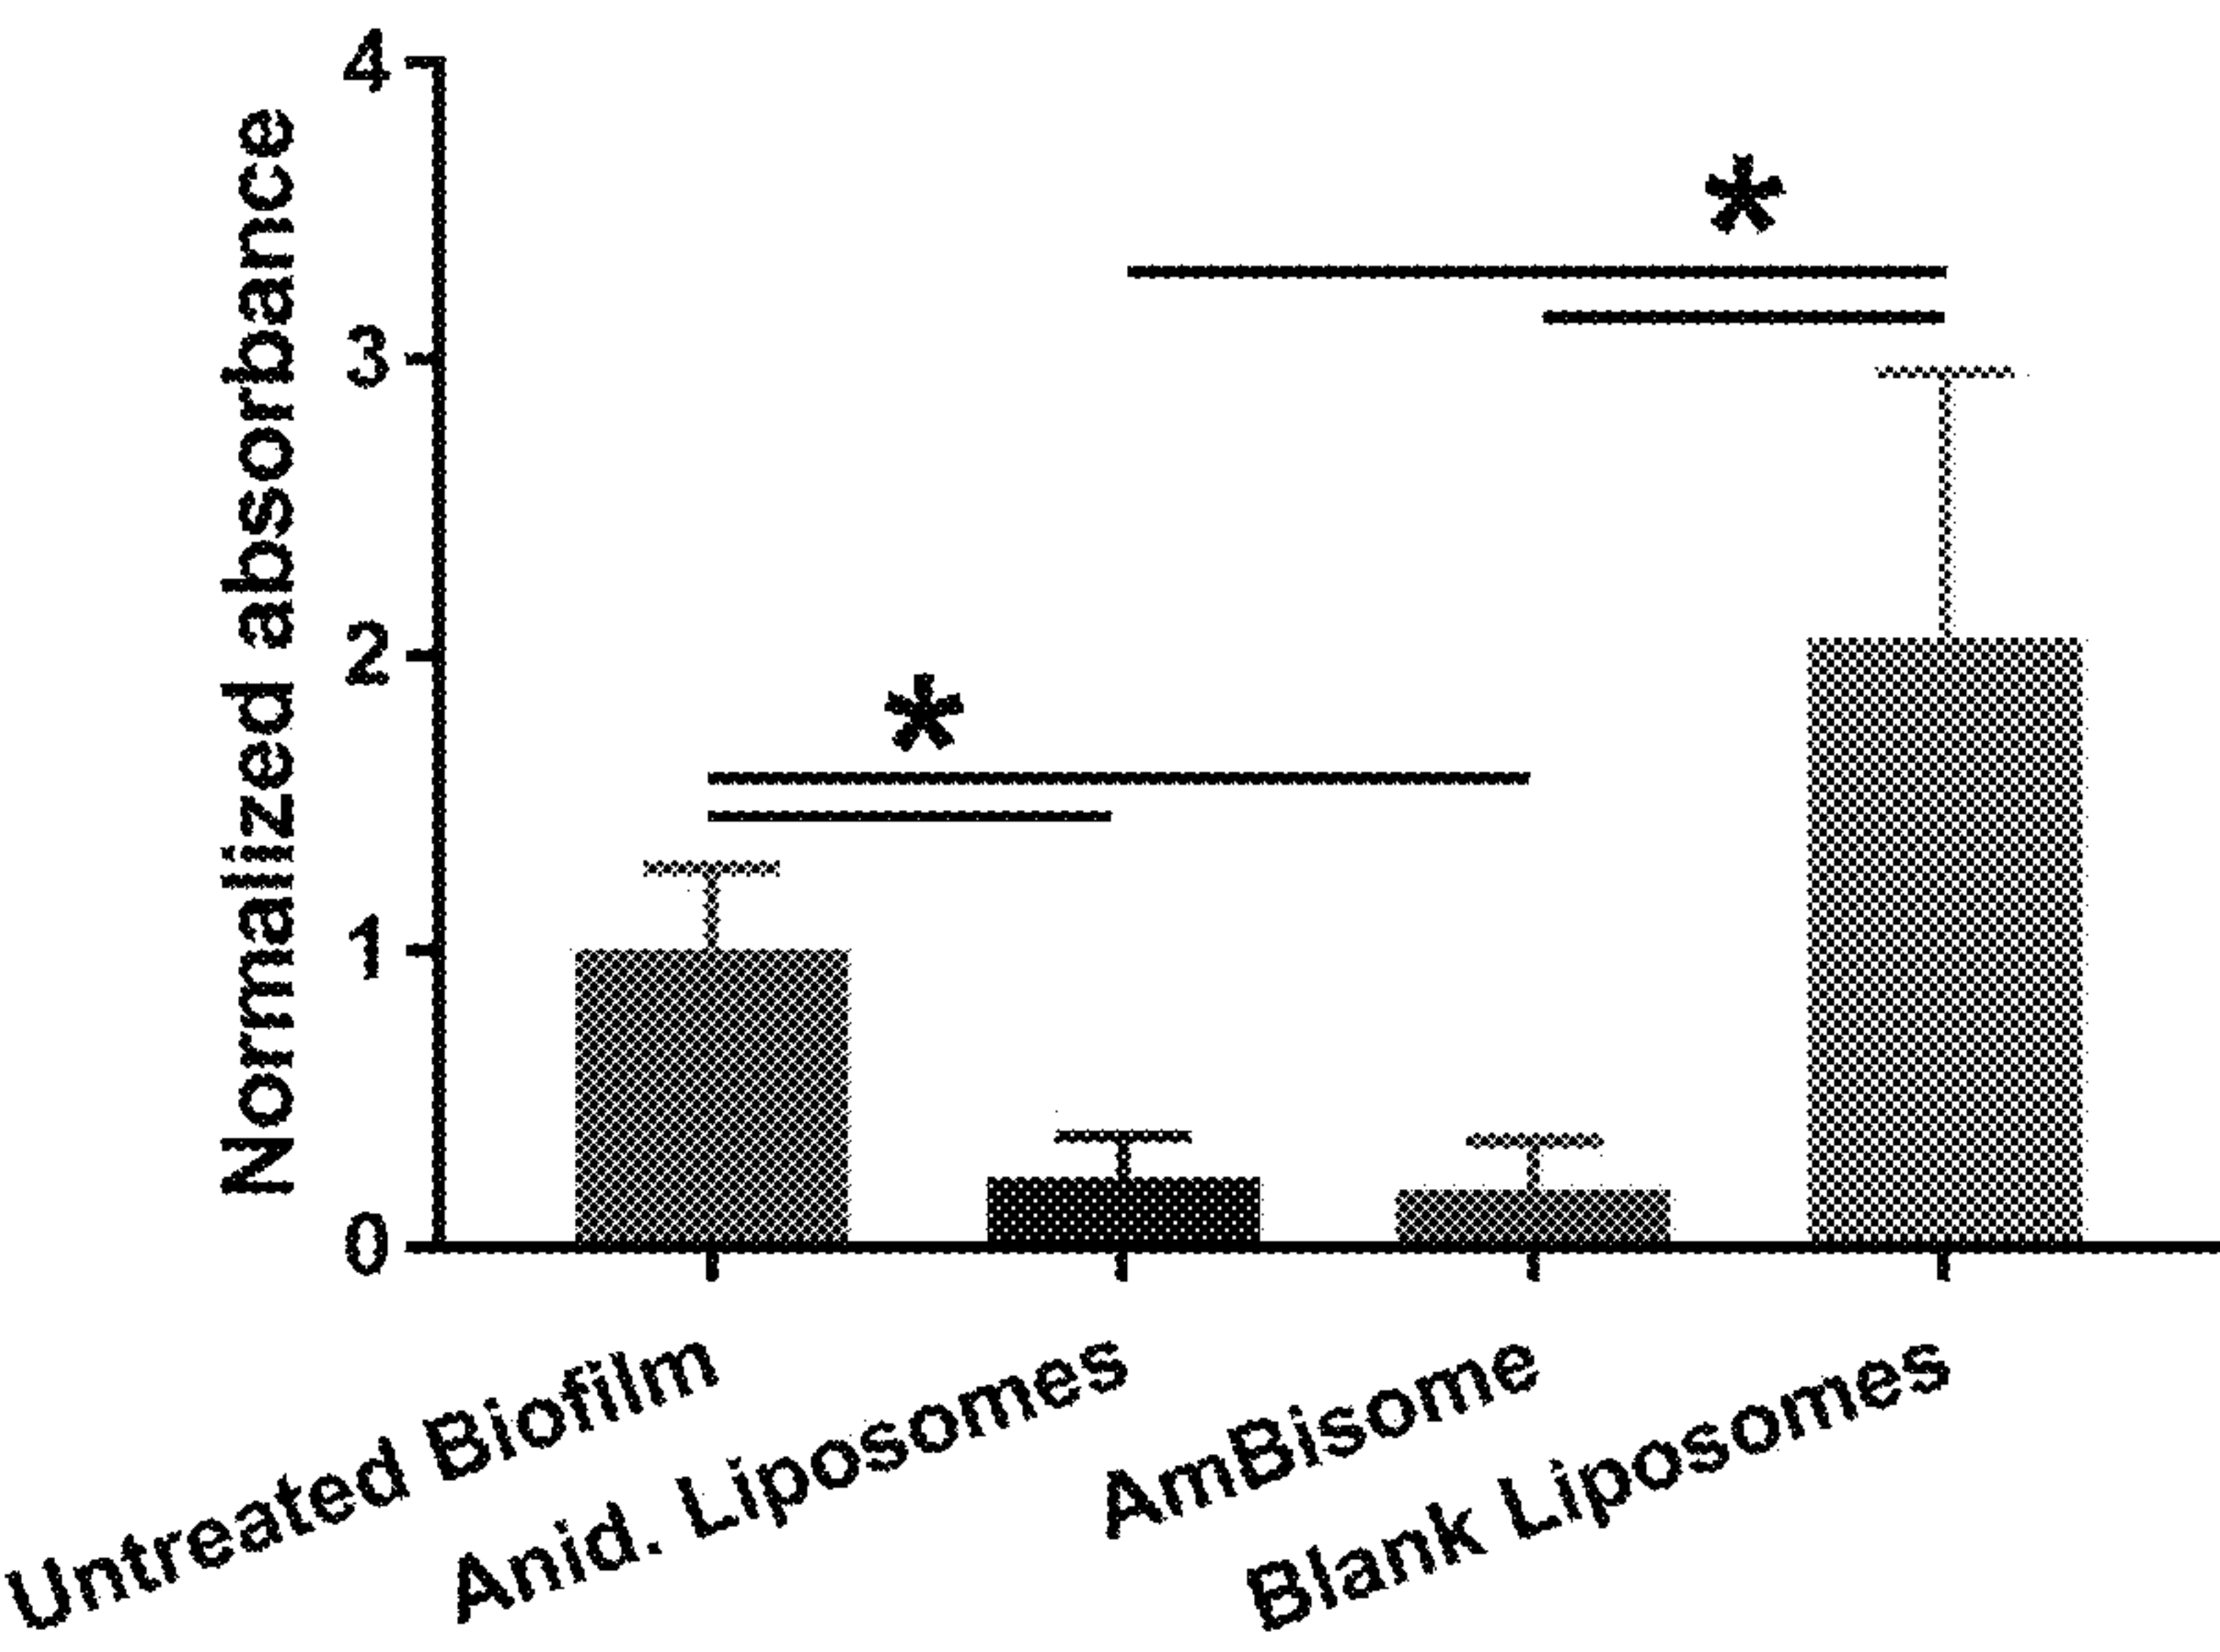 Normalized absorbance
4
3
2
1
0
*
*
Untreated Biofilm
Anid. Liposomes
AmBisome
Blank Liposomes